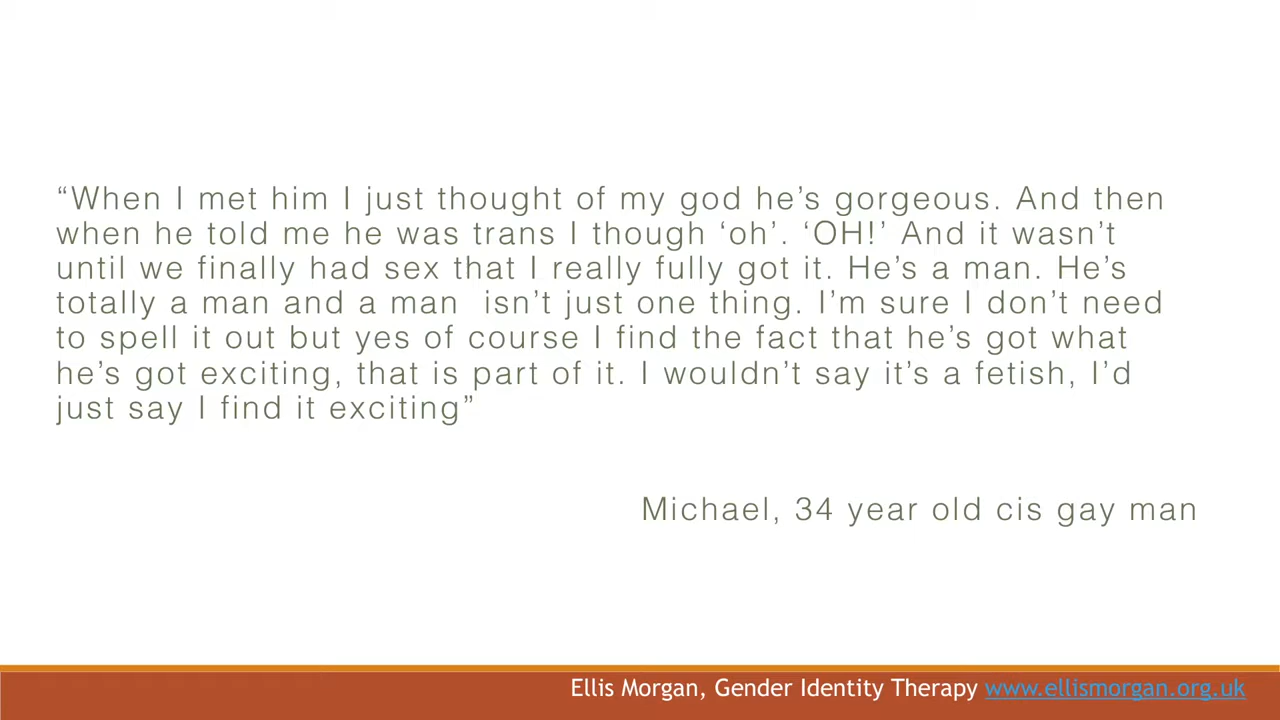 “When I met him I just thought of my god he’s gorgeous. And then
when he told me he was trans I though ‘oh’. ‘OH!’ And it wasn’t
until we finally had sex that I really fully got it. He’s a man. He’s
totally a man and a man  isn’t just one thing. I’m sure I don’t need
to spell it out but yes of course I find the fact that he’s got what
he’s got exciting, that is part of it. I wouldn’t say it’s a fetish, I’d
just say I find it exciting”
Michael, 34 year old cis gay man
Ellis Morgan, Gender Identity Therapy www.ellismorgan.org.uk